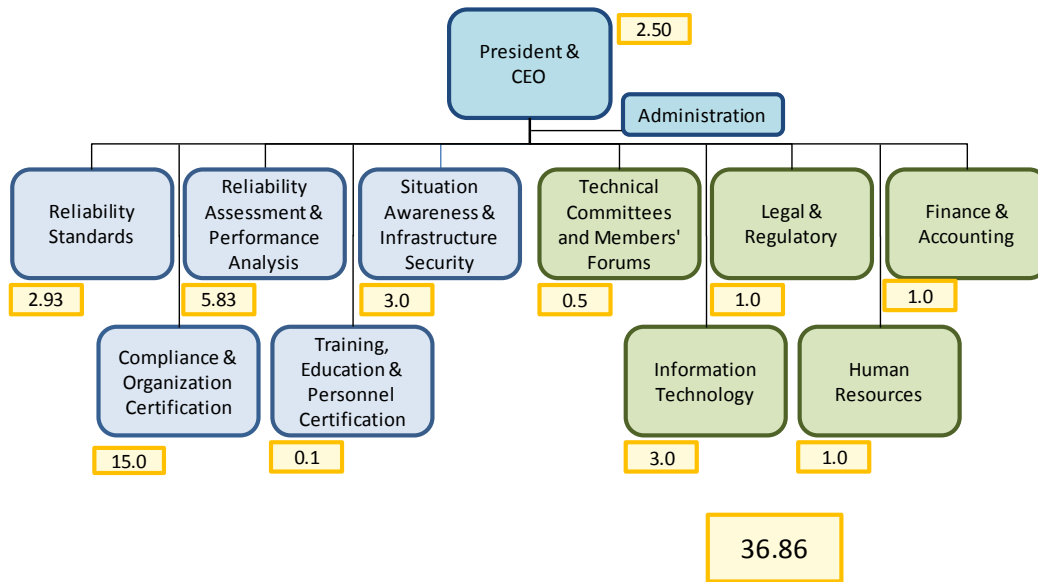 President &
CEO
2.50
Administration
Reliability
Standards
2.93
Reliability
Assessment &
Performance
Analysis
5.83
Situation
Awareness &
Infrastructure
Security
3.0
Technical
Committees
and Members'
Forums
0.5
Legal &
Regulatory
1.0
Finance &
Accounting
1.0
Compliance &
Organization
Certification
15.0
Training,
Education &
Personnel
Certification
0.1
Information
Technology
3.0
Human
Resources
1.0
36.86